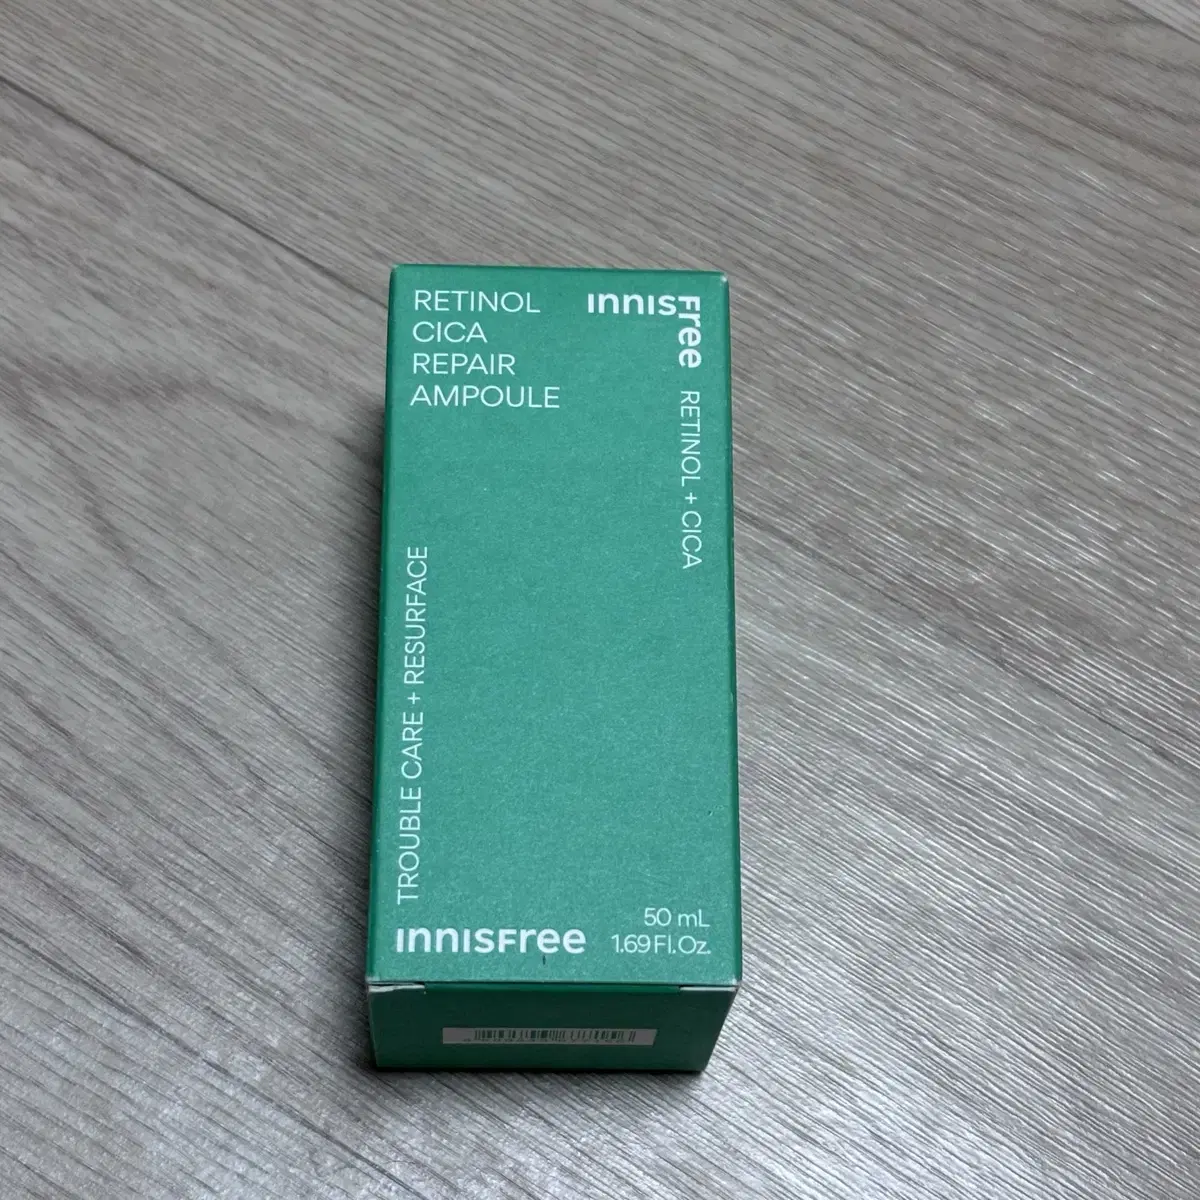 RETINOL
CICA
REPAIR
AMPOULE
INNISFree
RETINOL + CICA
TROUBLE CARE + RESURFACE
INNISFree
50 mL
1.69 Fl. Oz.